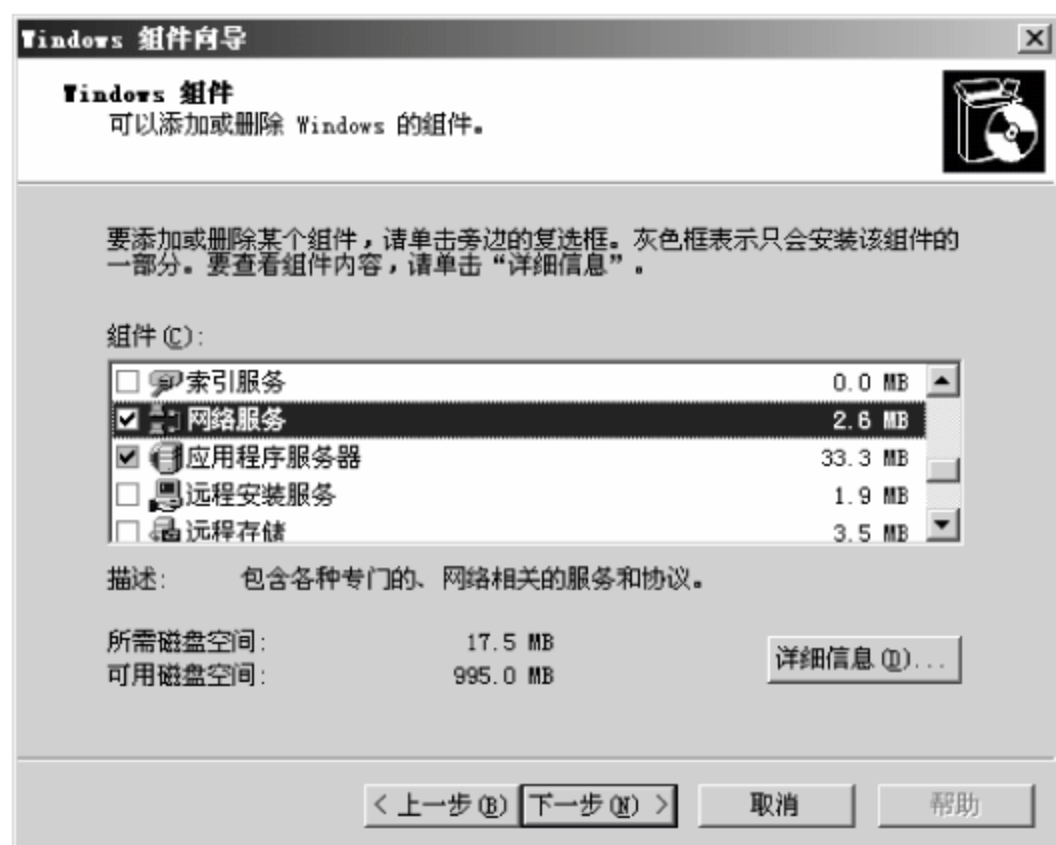 Windows 组件向导
Windows 组件
可以添加或删除 Windows 的组件。
要添加或删除某个组件，请单击旁边的复选框。灰色框表示只会安装该组件的
一部分。要查看组件内容，请单击“详细信息”。
组件(C):
索引服务 0.0 MB
网络服务 2.6 MB
应用程序服务器 33.3 MB
远程安装服务 1.9 MB
远程存储 3.5 MB
描述: 包含各种专门的、网络相关的服务和协议。
所需磁盘空间: 17.5 MB
可用磁盘空间: 995.0 MB
详细信息(D)...
< 上一步(B) 下一步(N) > 取消 帮助